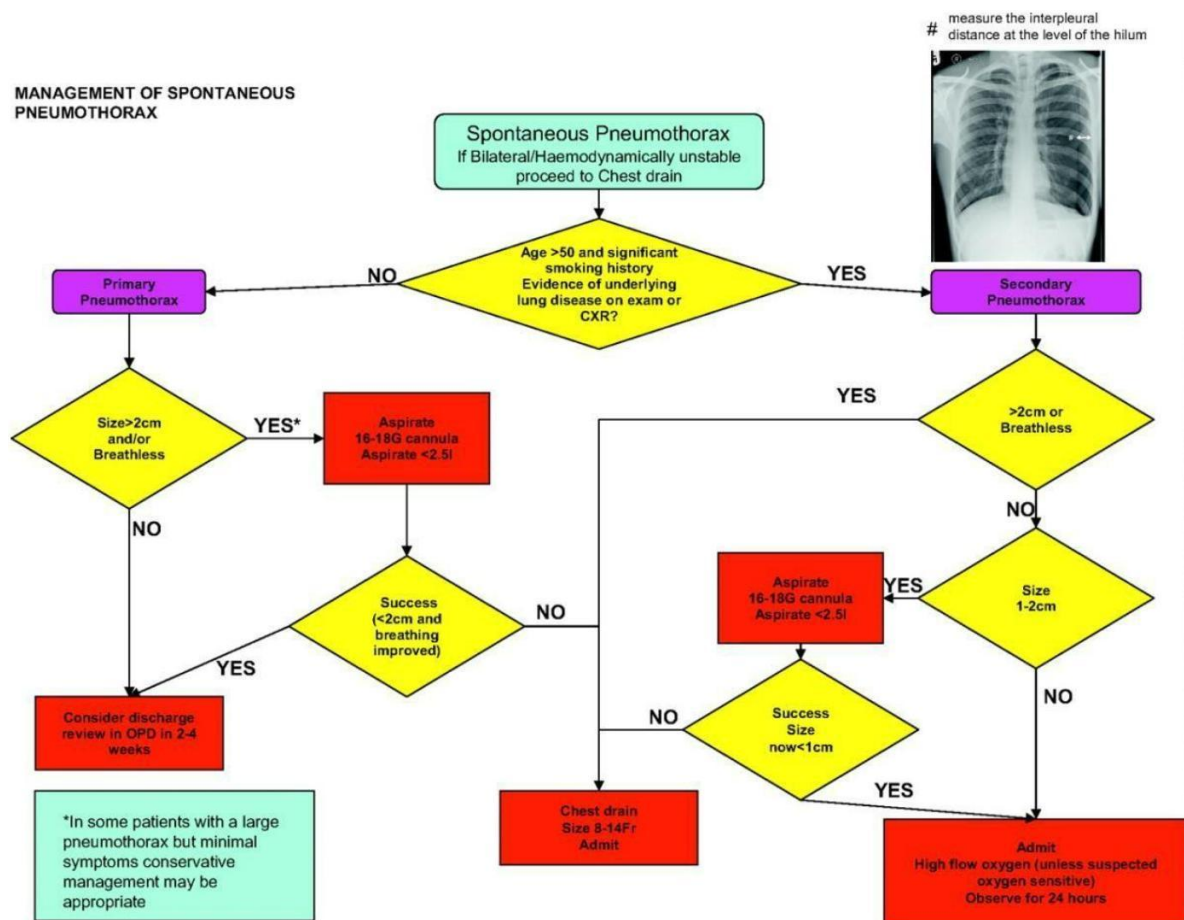 # measure the interpleural
distance at the level of the hilum
MANAGEMENT OF SPONTANEOUS
PNEUMOTHORAX
Spontaneous Pneumothorax
If Bilateral/Haemodynamically unstable
proceed to Chest drain
Age >50 and significant
smoking history
Evidence of underlying
lung disease on exam or
CXR?
NO
YES
Primary
Pneumothorax
Secondary
Pneumothorax
Size>2cm
and/or
Breathless
YES*
Aspirate
16-18G cannula
Aspirate <2.5l
YES
>2cm or
Breathless
NO
NO
Success
(<2cm and
breathing
improved)
NO
YES
Aspirate
16-18G cannula
Aspirate <2.5l
YES
Size
1-2cm
NO
Consider discharge
review in OPD in 2-4
weeks
NO
Success
Size
now<1cm
YES
Chest drain
Size 8-14Fr
Admit
Admit
High flow oxygen (unless suspected
oxygen sensitive)
Observe for 24 hours
*In some patients with a large
pneumothorax but minimal
symptoms conservative
management may be
appropriate